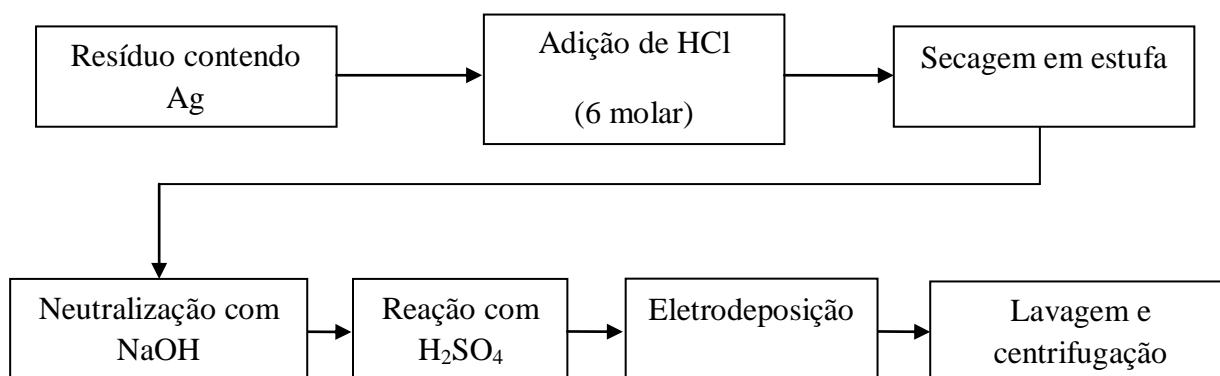 Resíduo contendo
Ag
Adição de HCl
(6 molar)
Secagem em estufa
Neutralização com
NaOH
Reação com
H₂SO₄
Eletrodeposição
Lavagem e
centrifugação